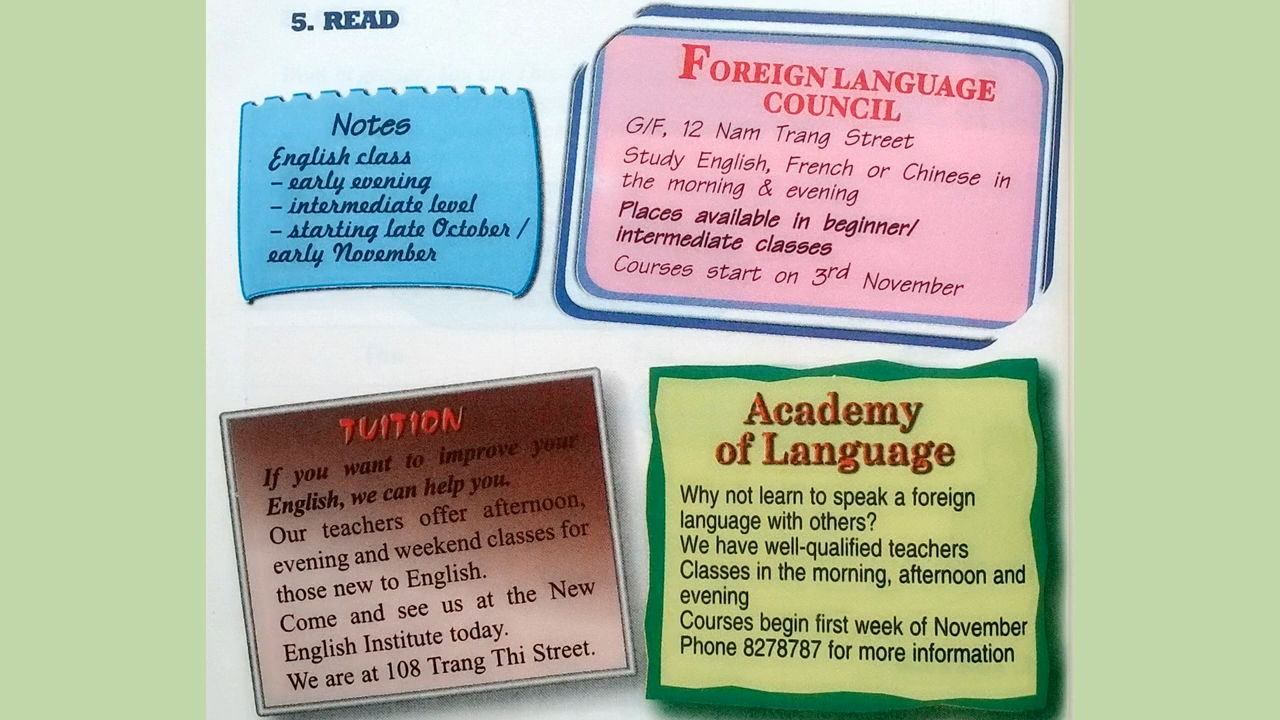 5. READ
Notes
English class
– early evening
– intermediate level
– starting late October /
early November
FOREIGN LANGUAGE
COUNCIL
G/F, 12 Nam Trang Street
Study English, French or Chinese in
the morning & evening
Places available in beginner/
intermediate classes
Courses start on 3rd November
TUITION
If you want to improve your
English, we can help you.
Our teachers offer afternoon,
evening and weekend classes for
those new to English.
Come and see us at the New
English Institute today.
We are at 108 Trang Thi Street.
Academy
of Language
Why not learn to speak a foreign
language with others?
We have well-qualified teachers
Classes in the morning, afternoon and
evening
Courses begin first week of November
Phone 8278787 for more information